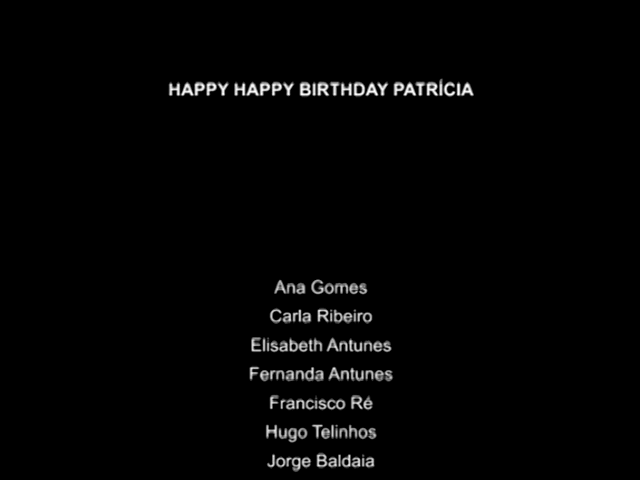 HAPPY HAPPY BIRTHDAY PATRÍCIA
Ana Gomes
Carla Ribeiro
Elisabeth Antunes
Fernanda Antunes
Francisco Ré
Hugo Telinhos
Jorge Baldaia